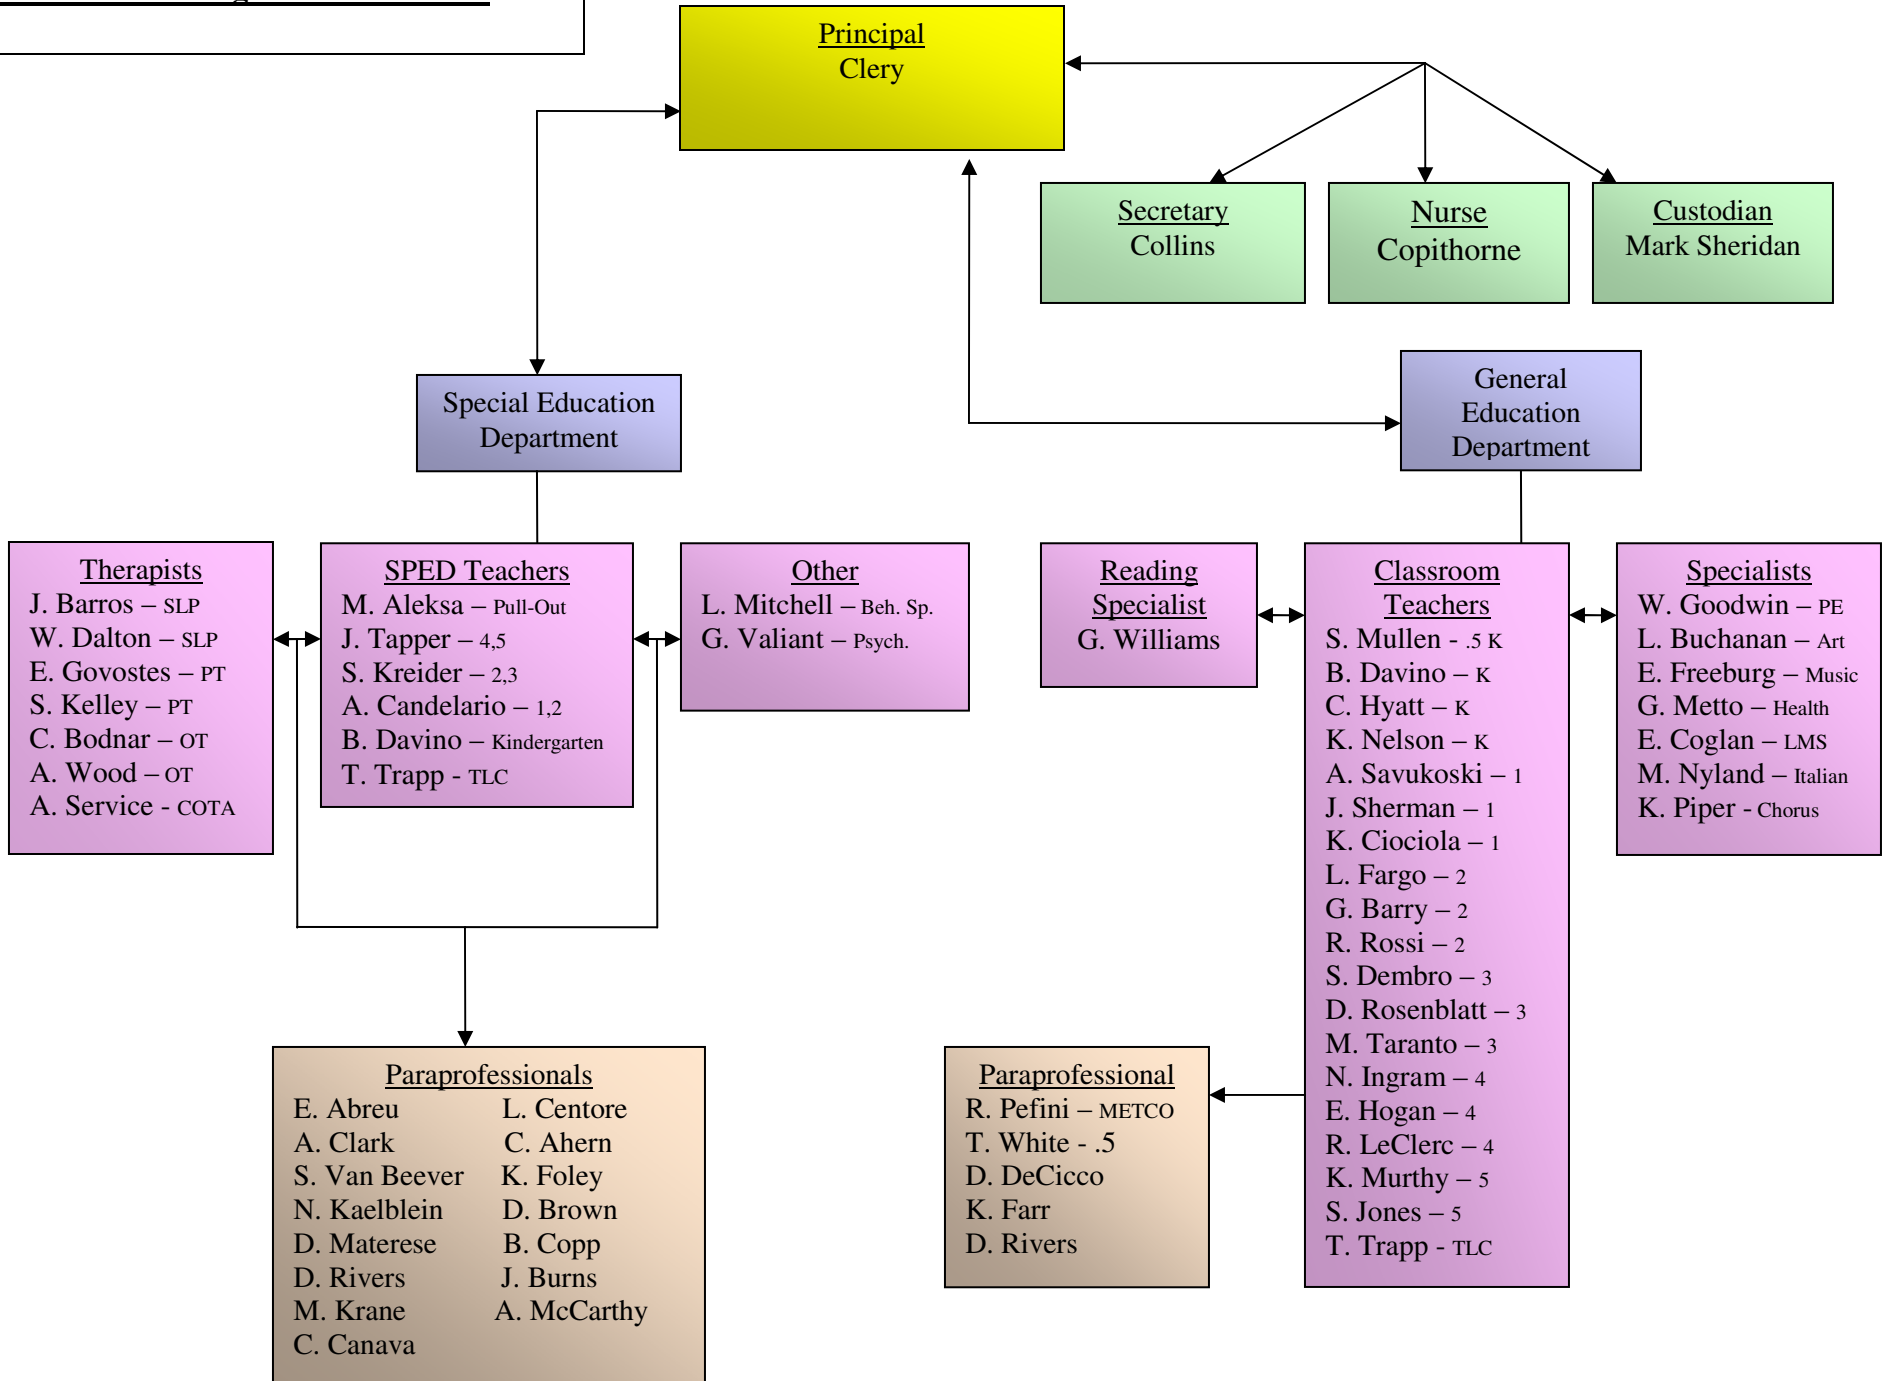 Principal
Clery
Secretary
Collins
Nurse
Copithorne
Custodian
Mark Sheridan
Special Education
Department
General
Education
Department
Therapists
J. Barros – SLP
W. Dalton – SLP
E. Govostes – PT
S. Kelley – PT
C. Bodnar – OT
A. Wood – OT
A. Service - COTA
SPED Teachers
M. Aleksa – Pull-Out
J. Tapper – 4,5
S. Kreider – 2,3
A. Candelario – 1,2
B. Davino – Kindergarten
T. Trapp - TLC
Other
L. Mitchell – Beh. Sp.
G. Valiant – Psych.
Reading
Specialist
G. Williams
Classroom
Teachers
S. Mullen - .5 K
B. Davino – K
C. Hyatt – K
K. Nelson – K
A. Savukoski – 1
J. Sherman – 1
K. Ciociola – 1
L. Fargo – 2
G. Barry – 2
R. Rossi – 2
S. Dembro – 3
D. Rosenblatt – 3
M. Taranto – 3
N. Ingram – 4
E. Hogan – 4
R. LeClerc – 4
K. Murthy – 5
S. Jones – 5
T. Trapp - TLC
Specialists
W. Goodwin – PE
L. Buchanan – Art
E. Freeburg – Music
G. Metto – Health
E. Coglan – LMS
M. Nyland – Italian
K. Piper - Chorus
Paraprofessionals
E. Abreu L. Centore
A. Clark C. Ahern
S. Van Beever K. Foley
N. Kaelblein D. Brown
D. Materese B. Copp
D. Rivers J. Burns
M. Krane A. McCarthy
C. Canava
Paraprofessional
R. Pefini – METCO
T. White - .5
D. DeCicco
K. Farr
D. Rivers